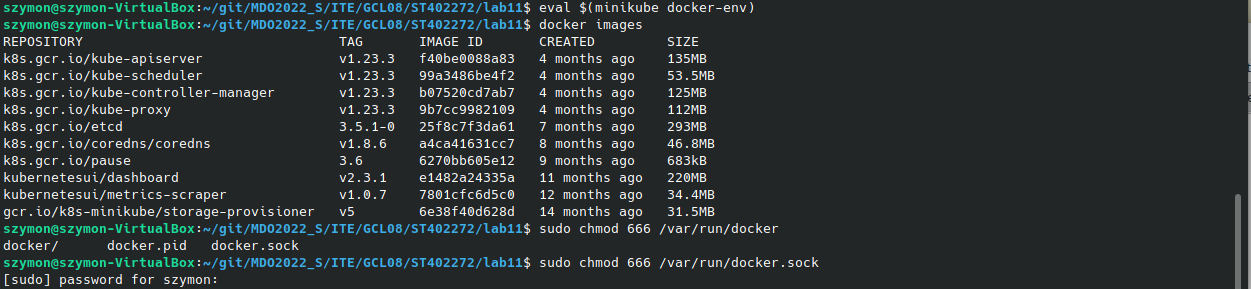 szymon@szymon-VirtualBox:~/git/MDO2022_S/ITE/GCL08/ST402272/lab11$ eval $(minikube docker-env)
szymon@szymon-VirtualBox:~/git/MDO2022_S/ITE/GCL08/ST402272/lab11$ docker images
REPOSITORY                                TAG       IMAGE ID       CREATED         SIZE
k8s.gcr.io/kube-apiserver                 v1.23.3   f40be0088a83   4 months ago    135MB
k8s.gcr.io/kube-scheduler                 v1.23.3   99a3486be4f2   4 months ago    53.5MB
k8s.gcr.io/kube-controller-manager        v1.23.3   b07520cd7ab7   4 months ago    125MB
k8s.gcr.io/kube-proxy                     v1.23.3   9b7cc9982109   4 months ago    112MB
k8s.gcr.io/etcd                           3.5.1-0   25f8c7f3da61   7 months ago    293MB
k8s.gcr.io/coredns/coredns                v1.8.6    a4ca41631cc7   8 months ago    46.8MB
k8s.gcr.io/pause                          3.6       6270bb605e12   9 months ago    683kB
kubernetesui/dashboard                    v2.3.1    e1482a24335a   11 months ago   220MB
kubernetesui/metrics-scraper              v1.0.7    7801cfc6d5c0   12 months ago   34.4MB
gcr.io/k8s-minikube/storage-provisioner   v5        6e38f40d628d   14 months ago   31.5MB
szymon@szymon-VirtualBox:~/git/MDO2022_S/ITE/GCL08/ST402272/lab11$ sudo chmod 666 /var/run/docker
docker/      docker.pid   docker.sock
szymon@szymon-VirtualBox:~/git/MDO2022_S/ITE/GCL08/ST402272/lab11$ sudo chmod 666 /var/run/docker.sock
[sudo] password for szymon: